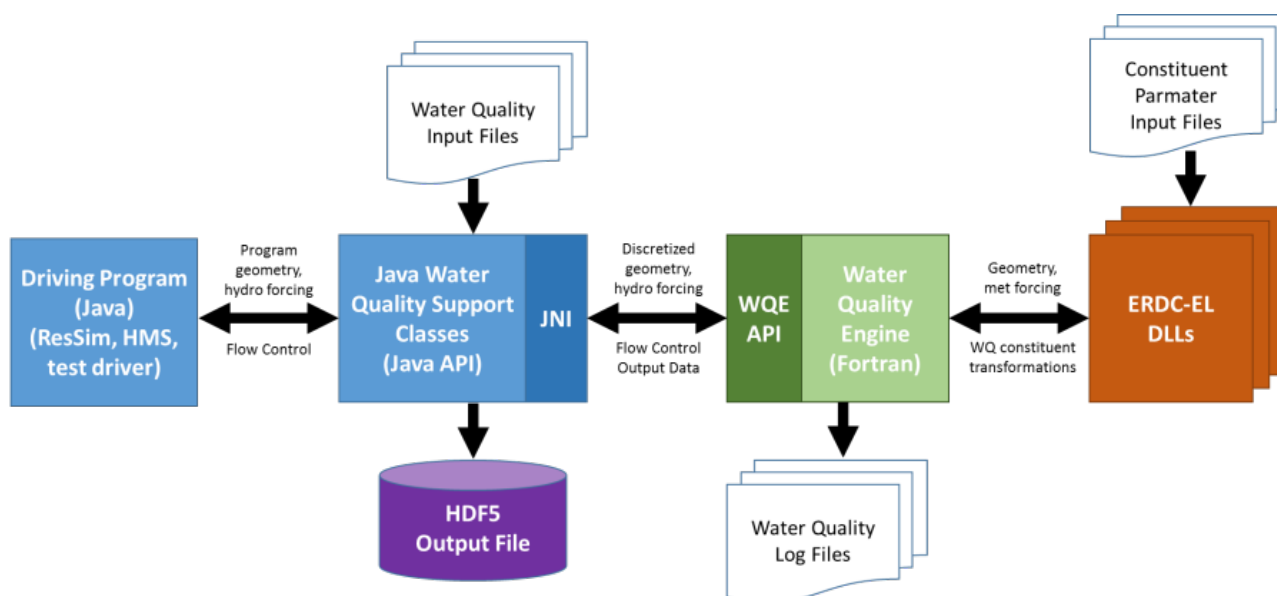 Water Quality
Input Files
Constituent
Parmater
Input Files
Driving Program
(Java)
(ResSim, HMS,
test driver)
Program
geometry,
hydro forcing
Flow Control
Java Water
Quality Support
Classes
(Java API)
JNI
Discretized
geometry,
hydro forcing
Flow Control
Output Data
WQE
API
Water
Quality
Engine
(Fortran)
Geometry,
met forcing
WQ constituent
transformations
ERDC-EL
DLLs
HDF5
Output File
Water Quality
Log Files